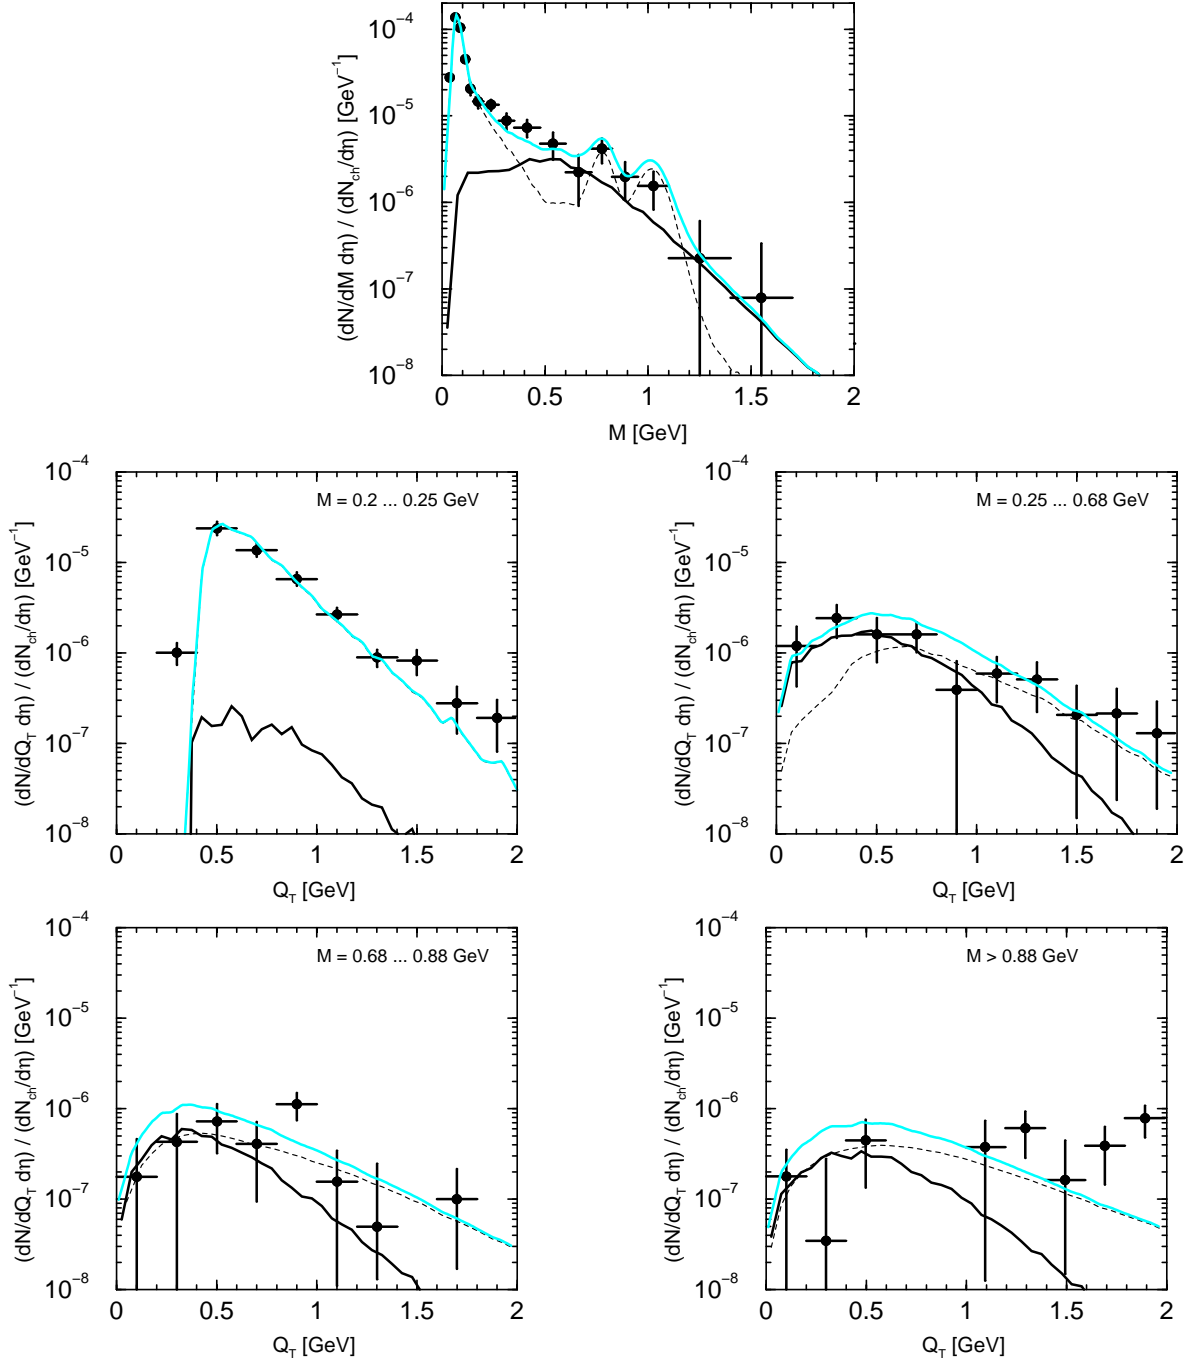 10⁻⁴
10⁻⁵
10⁻⁶
10⁻⁷
10⁻⁸
(dN/dM dη) / (dN_ch/dη) [GeV⁻¹]
0 0.5 1 1.5 2
M [GeV]
10⁻⁴
10⁻⁵
10⁻⁶
10⁻⁷
10⁻⁸
(dN/dQ_T dη) / (dN_ch/dη) [GeV⁻¹]
M = 0.2 ... 0.25 GeV
0 0.5 1 1.5 2
Q_T [GeV]
10⁻⁴
10⁻⁵
10⁻⁶
10⁻⁷
10⁻⁸
(dN/dQ_T dη) / (dN_ch/dη) [GeV⁻¹]
M = 0.25 ... 0.68 GeV
0 0.5 1 1.5 2
Q_T [GeV]
10⁻⁴
10⁻⁵
10⁻⁶
10⁻⁷
10⁻⁸
(dN/dQ_T dη) / (dN_ch/dη) [GeV⁻¹]
M = 0.68 ... 0.88 GeV
0 0.5 1 1.5 2
Q_T [GeV]
10⁻⁴
10⁻⁵
10⁻⁶
10⁻⁷
10⁻⁸
(dN/dQ_T dη) / (dN_ch/dη) [GeV⁻¹]
M > 0.88 GeV
0 0.5 1 1.5 2
Q_T [GeV]